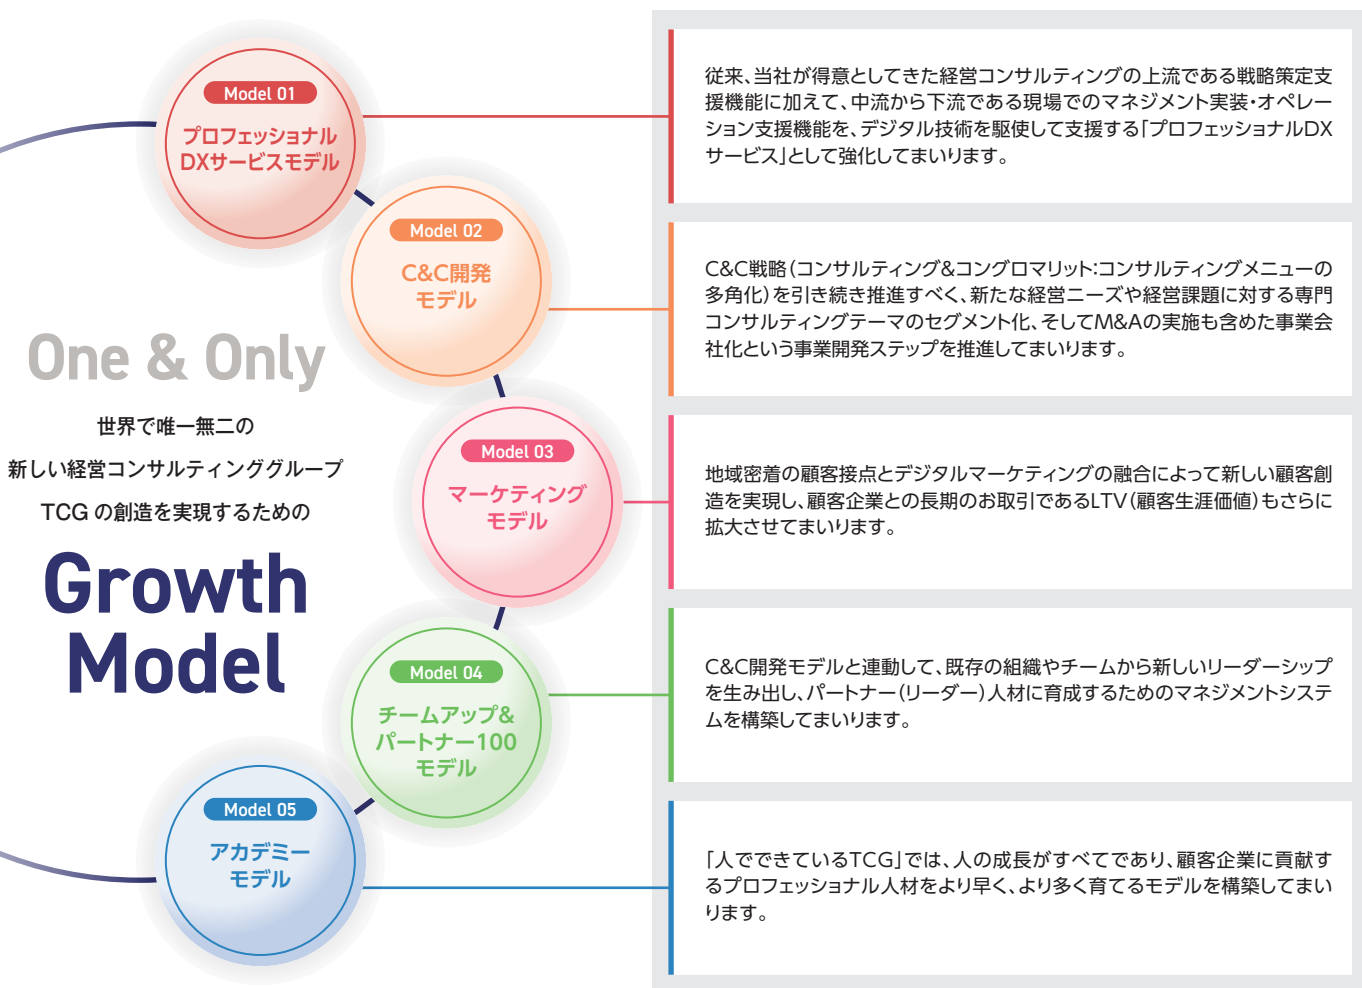 One & Only
世界で唯一無二の
新しい経営コンサルティンググループ
TCG の創造を実現するための
Growth
Model
Model 01
プロフェッショナル
DXサービスモデル
従来、当社が得意としてきた経営コンサルティングの上流である戦略策定支
援機能に加えて、中流から下流である現場でのマネジメント実装・オペレー
ション支援機能を、デジタル技術を駆使して支援する「プロフェッショナルDX
サービス」として強化してまいります。
Model 02
C&C開発
モデル
C&C戦略（コンサルティング&コングロマリット：コンサルティングメニューの
多角化）を引き続き推進すべく、新たな経営ニーズや経営課題に対する専門
コンサルティングテーマのセグメント化、そしてM&Aの実施も含めた事業会
社化という事業開発ステップを推進してまいります。
Model 03
マーケティング
モデル
地域密着の顧客接点とデジタルマーケティングの融合によって新しい顧客創
造を実現し、顧客企業との長期のお取引であるLTV（顧客生涯価値）もさらに
拡大させてまいります。
Model 04
チームアップ&
パートナー100
モデル
C&C開発モデルと連動して、既存の組織やチームから新しいリーダーシップ
を生み出し、パートナー（リーダー）人材に育成するためのマネジメントシステ
ムを構築してまいります。
Model 05
アカデミー
モデル
「人でできているTCG」では、人の成長がすべてであり、顧客企業に貢献す
るプロフェッショナル人材をより早く、より多く育てるモデルを構築してまい
ります。